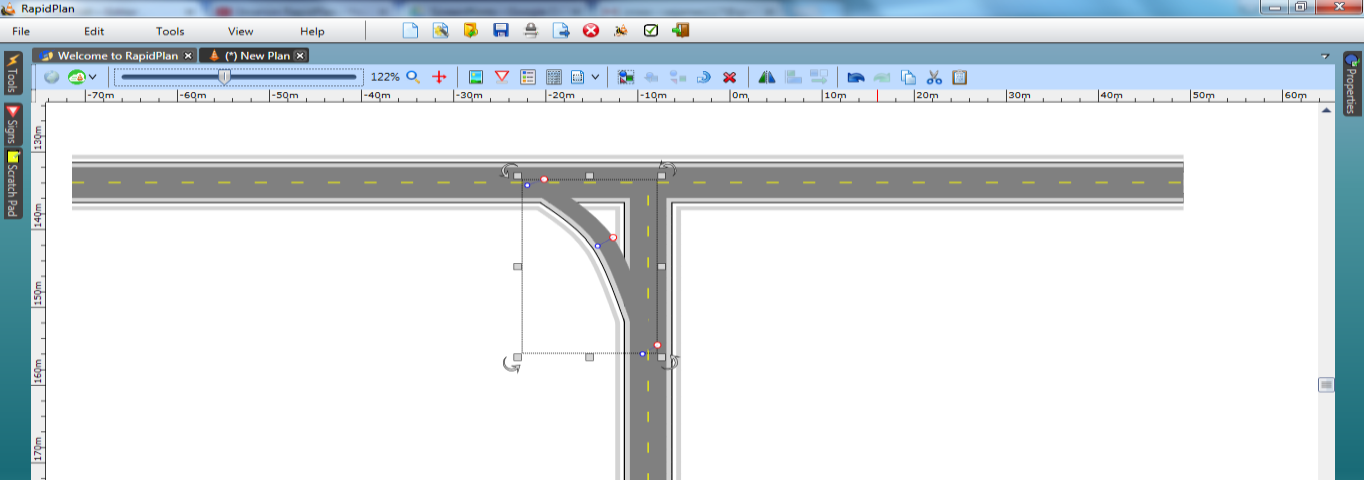 RapidPlan
File Edit Tools View Help
Welcome to RapidPlan (*) New Plan
122%
-70m -60m -50m -40m -30m -20m -10m 0m 10m 20m 30m 40m 50m 60m
Tools
Signs
Scratch Pad
Properties
130m
140m
150m
160m
170m